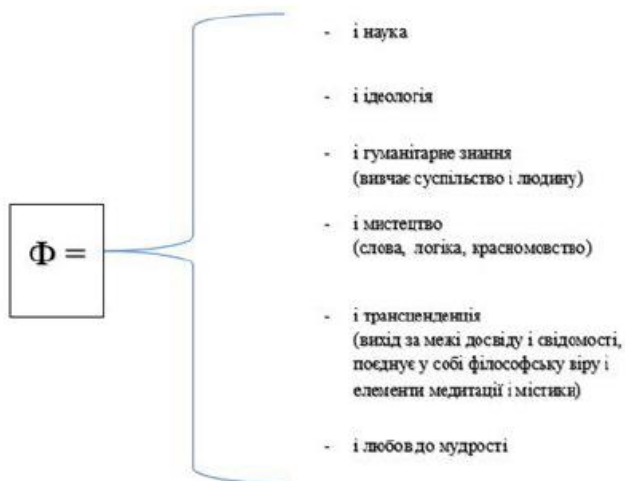 Ф =
- і наука
- і ідеологія
- і гуманітарне знання
(вивчає суспільство і людину)
- і мистецтво
(слова, логіка, красномовство)
- і трансценденція
(вихід за межі досвіду і свідомості,
поєднує у собі філософську віру і
елементи медитації і містики)
- і любов до мудрості